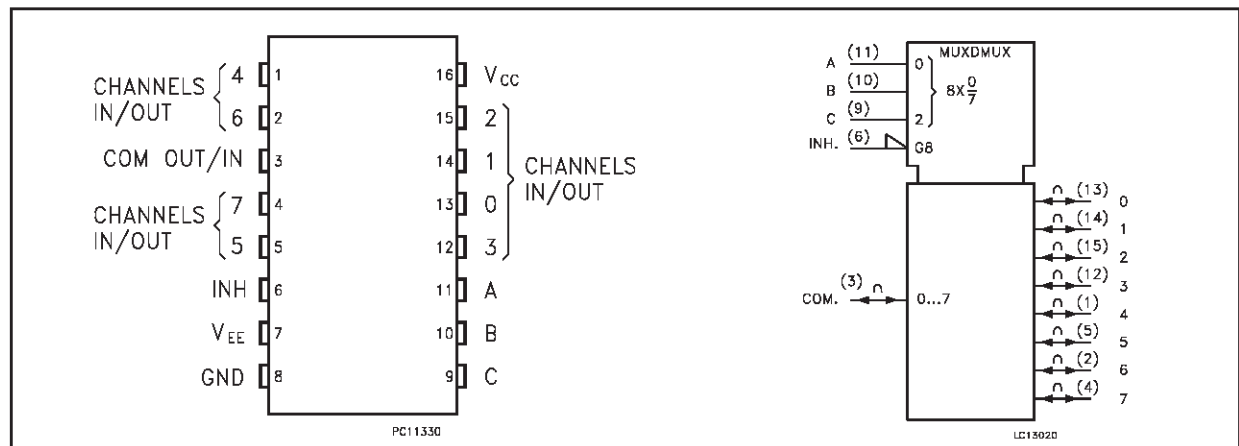 CHANNELS
IN/OUT
4 1
6 2
COM OUT/IN 3
CHANNELS
IN/OUT
7 4
5 5
INH 6
VEE 7
GND 8
16 VCC
15 2
14 1
13 0
12 3
CHANNELS
IN/OUT
11 A
10 B
9 C
PC11330
MUXDMUX
A (11) 0
B (10)
C (9) 2
8X 0/7
INH. (6) G8
COM. (3) ∩ 0...7
∩ (13) 0
∩ (14) 1
∩ (15) 2
∩ (12) 3
∩ (1) 4
∩ (5) 5
∩ (2) 6
∩ (4) 7
LC13020